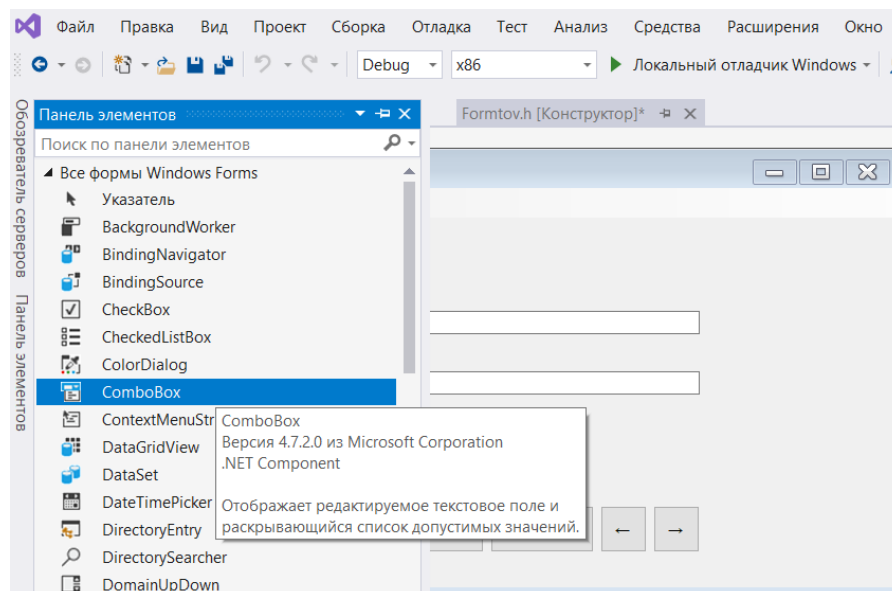 Файл Правка Вид Проект Сборка Отладка Тест Анализ Средства Расширения Окно
Debug x86 Локальный отладчик Windows
Обозреватель серверов
Панель элементов
Панель элементов
Formtov.h [Конструктор]*
Поиск по панели элементов
Все формы Windows Forms
Указатель
BackgroundWorker
BindingNavigator
BindingSource
CheckBox
CheckedListBox
ColorDialog
ComboBox
ContextMenuStr
DataGridView
DataSet
DateTimePicker
DirectoryEntry
DirectorySearcher
DomainUpDown
ComboBox
Версия 4.7.2.0 из Microsoft Corporation
.NET Component
Отображает редактируемое текстовое поле и
раскрывающийся список допустимых значений.
← →